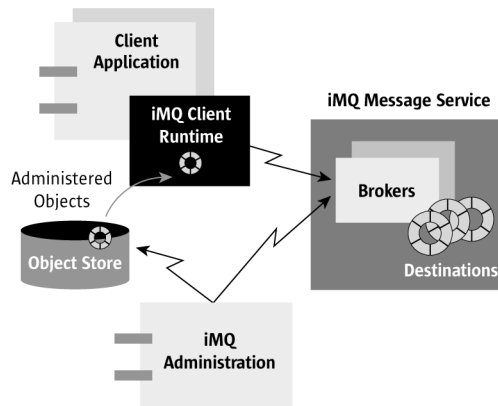 Client
Application
iMQ Client
Runtime
iMQ Message Service
Brokers
Destinations
Administered
Objects
Object Store
iMQ
Administration